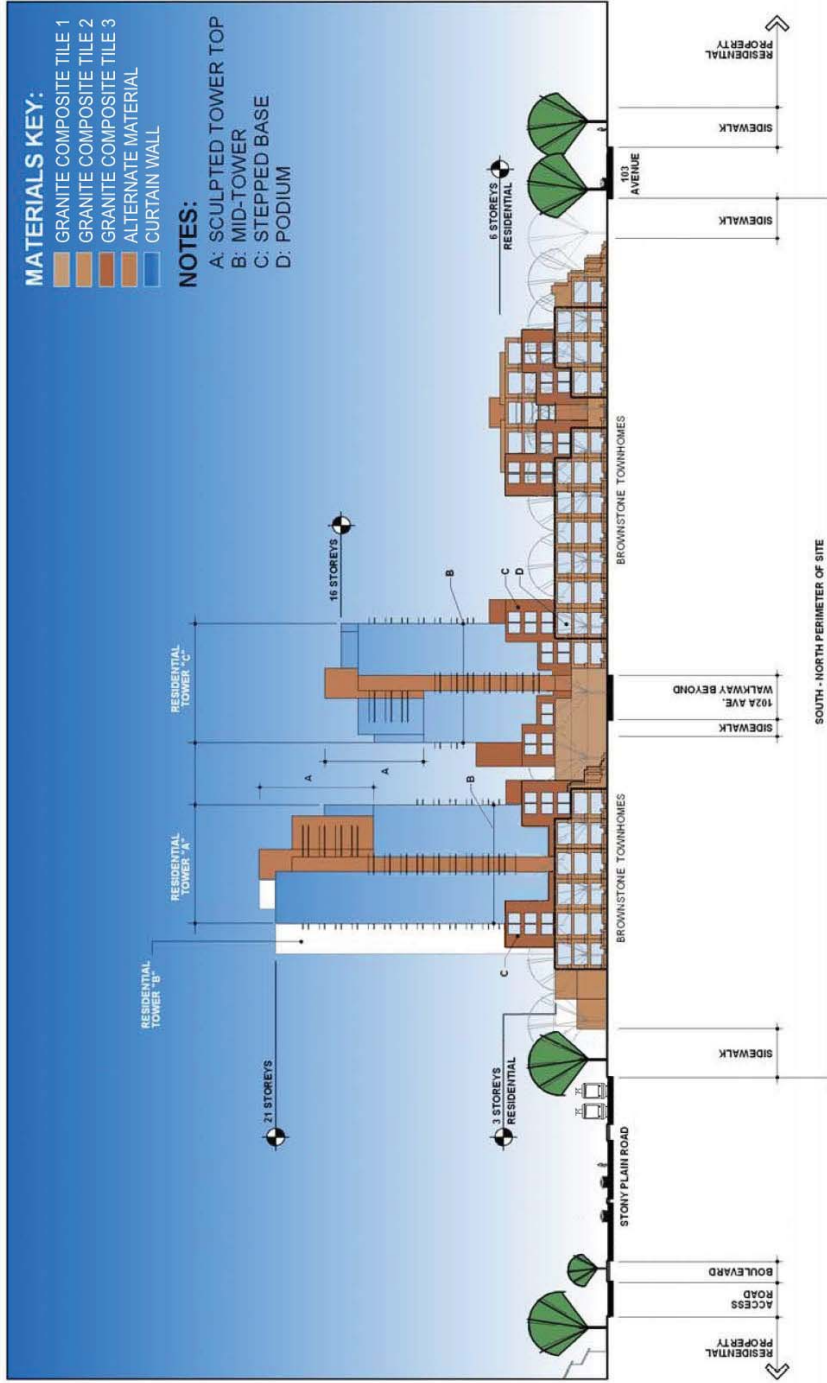 MATERIALS KEY:
GRANITE COMPOSITE TILE 1
GRANITE COMPOSITE TILE 2
GRANITE COMPOSITE TILE 3
ALTERNATE MATERIAL
CURTAIN WALL
NOTES:
A: SCULPTED TOWER TOP
B: MID-TOWER
C: STEPPED BASE
D: PODIUM
RESIDENTIAL
TOWER "B"
RESIDENTIAL
TOWER "A"
RESIDENTIAL
TOWER "C"
21 STOREYS
16 STOREYS
A
A
B
B
C
C
D
3 STOREYS
RESIDENTIAL
6 STOREYS
RESIDENTIAL
STONY PLAIN ROAD
BROWNSTONE TOWNHOMES
BROWNSTONE TOWNHOMES
103
AVENUE
RESIDENTIAL
PROPERTY
ACCESS
ROAD
BOULEVARD
SIDEWALK
SIDEWALK
102A AVE.
WALKWAY BEYOND
SIDEWALK
SIDEWALK
RESIDENTIAL
PROPERTY
SOUTH - NORTH PERIMETER OF SITE